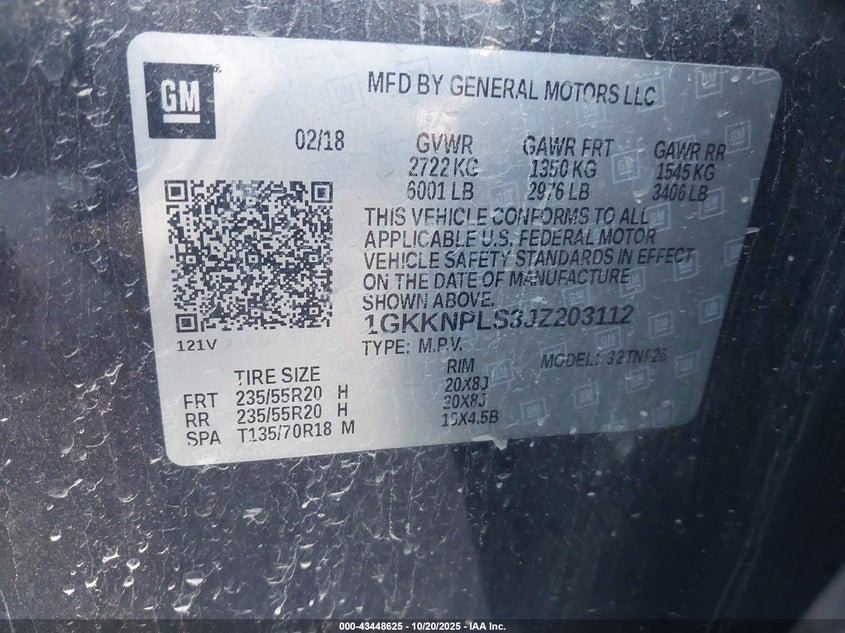 GM
MFD BY GENERAL MOTORS LLC
02/18
GVWR GAWR FRT GAWR RR
2722 KG 1350 KG 1545 KG
6001 LB 2976 LB 3406 LB
THIS VEHICLE CONFORMS TO ALL
APPLICABLE U.S. FEDERAL MOTOR
VEHICLE SAFETY STANDARDS IN EFFECT
ON THE DATE OF MANUFACTURE
SHOWN ABOVE.
1GKKNPLS3JZ203112
121V
TYPE: M.P.V. MODEL: 32TNF26
TIRE SIZE RIM
FRT 235/55R20 H 20X8J
RR 235/55R20 H 20X8J
SPA T135/70R18 M 18X4.5B
000-43448625 - 10/20/2025 - IAA Inc.